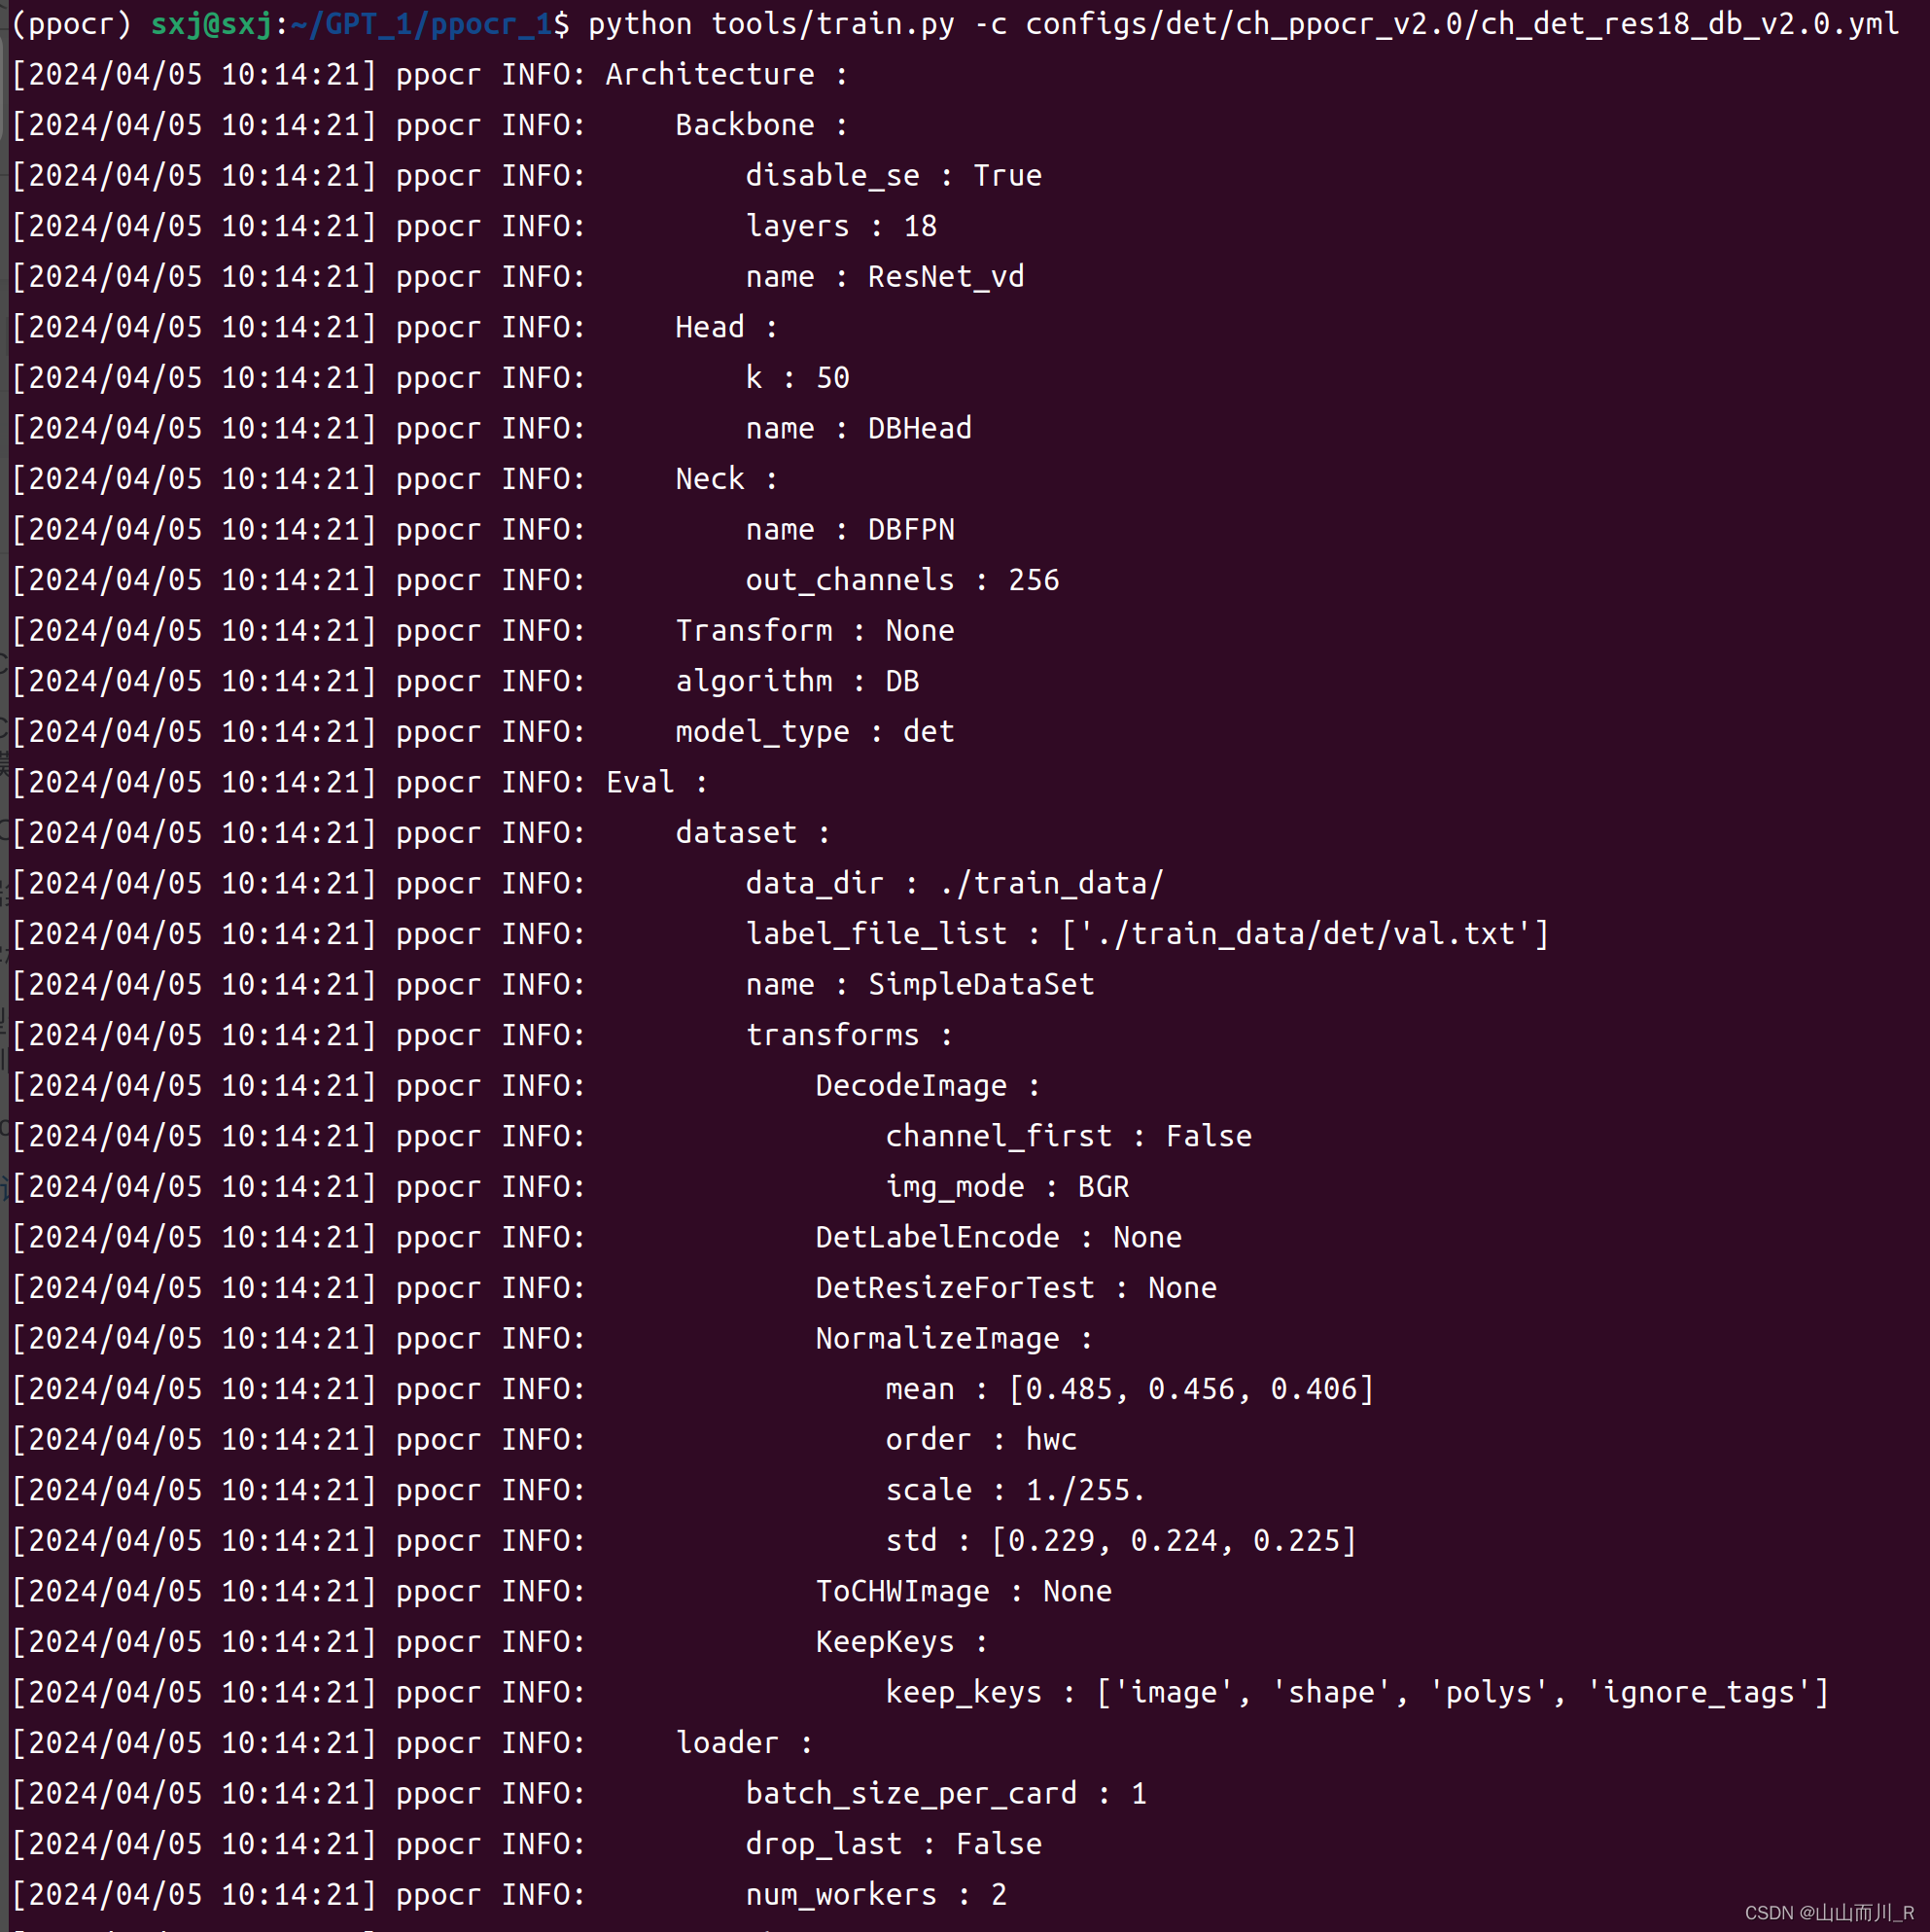 (ppocr) sxj@sxj:~/GPT_1/ppocr_1$ python tools/train.py -c configs/det/ch_ppocr_v2.0/ch_det_res18_db_v2.0.yml
[2024/04/05 10:14:21] ppocr INFO: Architecture :
[2024/04/05 10:14:21] ppocr INFO:     Backbone :
[2024/04/05 10:14:21] ppocr INFO:         disable_se : True
[2024/04/05 10:14:21] ppocr INFO:         layers : 18
[2024/04/05 10:14:21] ppocr INFO:         name : ResNet_vd
[2024/04/05 10:14:21] ppocr INFO:     Head :
[2024/04/05 10:14:21] ppocr INFO:         k : 50
[2024/04/05 10:14:21] ppocr INFO:         name : DBHead
[2024/04/05 10:14:21] ppocr INFO:     Neck :
[2024/04/05 10:14:21] ppocr INFO:         name : DBFPN
[2024/04/05 10:14:21] ppocr INFO:         out_channels : 256
[2024/04/05 10:14:21] ppocr INFO:     Transform : None
[2024/04/05 10:14:21] ppocr INFO:     algorithm : DB
[2024/04/05 10:14:21] ppocr INFO:     model_type : det
[2024/04/05 10:14:21] ppocr INFO: Eval :
[2024/04/05 10:14:21] ppocr INFO:     dataset :
[2024/04/05 10:14:21] ppocr INFO:         data_dir : ./train_data/
[2024/04/05 10:14:21] ppocr INFO:         label_file_list : ['./train_data/det/val.txt']
[2024/04/05 10:14:21] ppocr INFO:         name : SimpleDataSet
[2024/04/05 10:14:21] ppocr INFO:         transforms :
[2024/04/05 10:14:21] ppocr INFO:             DecodeImage :
[2024/04/05 10:14:21] ppocr INFO:                 channel_first : False
[2024/04/05 10:14:21] ppocr INFO:                 img_mode : BGR
[2024/04/05 10:14:21] ppocr INFO:             DetLabelEncode : None
[2024/04/05 10:14:21] ppocr INFO:             DetResizeForTest : None
[2024/04/05 10:14:21] ppocr INFO:             NormalizeImage :
[2024/04/05 10:14:21] ppocr INFO:                 mean : [0.485, 0.456, 0.406]
[2024/04/05 10:14:21] ppocr INFO:                 order : hwc
[2024/04/05 10:14:21] ppocr INFO:                 scale : 1./255.
[2024/04/05 10:14:21] ppocr INFO:                 std : [0.229, 0.224, 0.225]
[2024/04/05 10:14:21] ppocr INFO:             ToCHWImage : None
[2024/04/05 10:14:21] ppocr INFO:             KeepKeys :
[2024/04/05 10:14:21] ppocr INFO:                 keep_keys : ['image', 'shape', 'polys', 'ignore_tags']
[2024/04/05 10:14:21] ppocr INFO:     loader :
[2024/04/05 10:14:21] ppocr INFO:         batch_size_per_card : 1
[2024/04/05 10:14:21] ppocr INFO:         drop_last : False
[2024/04/05 10:14:21] ppocr INFO:         num_workers : 2
CSDN @山山而川_R